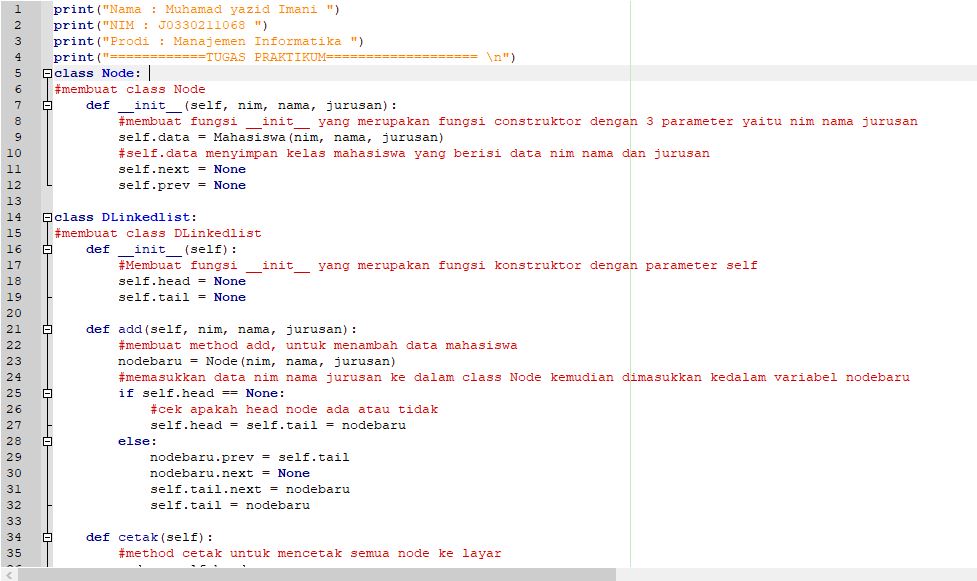 1 print("Nama : Muhamad yazid Imani ")
2 print("NIM : J0330211068 ")
3 print("Prodi : Manajemen Informatika ")
4 print("============TUGAS PRAKTIKUM=================== \n")
5 class Node:
6 #membuat class Node
7 def __init__(self, nim, nama, jurusan):
8 #membuat fungsi __init__ yang merupakan fungsi construktor dengan 3 parameter yaitu nim nama jurusan
9 self.data = Mahasiswa(nim, nama, jurusan)
10 #self.data menyimpan kelas mahasiswa yang berisi data nim nama dan jurusan
11 self.next = None
12 self.prev = None
13
14 class DLinkedlist:
15 #membuat class DLinkedlist
16 def __init__(self):
17 #Membuat fungsi __init__ yang merupakan fungsi konstruktor dengan parameter self
18 self.head = None
19 self.tail = None
20
21 def add(self, nim, nama, jurusan):
22 #membuat method add, untuk menambah data mahasiswa
23 nodebaru = Node(nim, nama, jurusan)
24 #memasukkan data nim nama jurusan ke dalam class Node kemudian dimasukkan kedalam variabel nodebaru
25 if self.head == None:
26 #cek apakah head node ada atau tidak
27 self.head = self.tail = nodebaru
28 else:
29 nodebaru.prev = self.tail
30 nodebaru.next = None
31 self.tail.next = nodebaru
32 self.tail = nodebaru
33
34 def cetak(self):
35 #method cetak untuk mencetak semua node ke layar